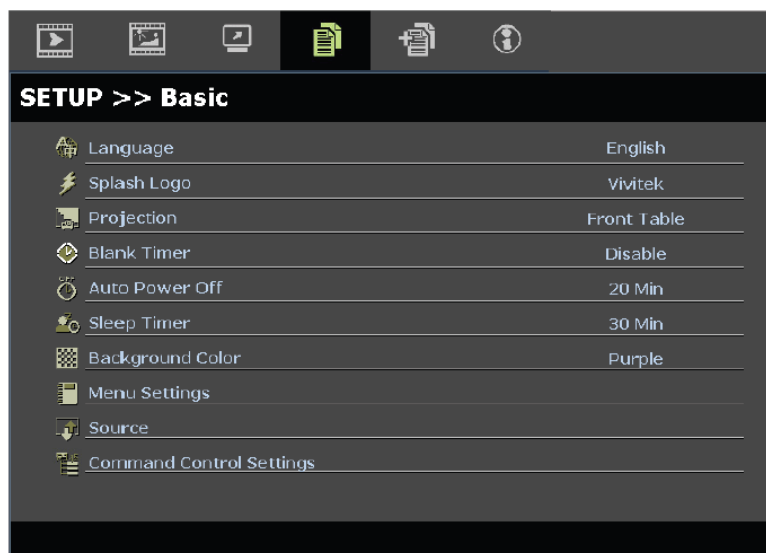 SETUP >> Basic
Language English
Splash Logo Vivitek
Projection Front Table
Blank Timer Disable
Auto Power Off 20 Min
Sleep Timer 30 Min
Background Color Purple
Menu Settings
Source
Command Control Settings